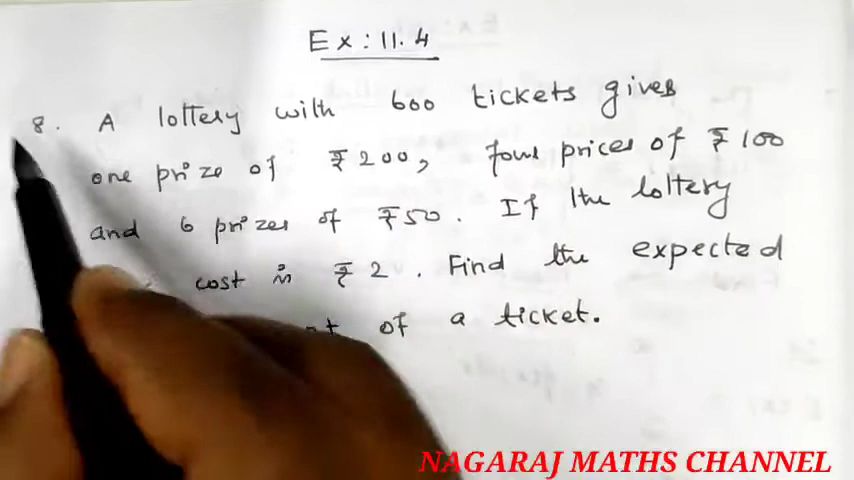 Ex: 11.4
8. A lottery with 600 tickets gives
one prize of ₹200, four prices of ₹100
and 6 prizes of ₹50. If the lottery
cost is ₹2. Find the expected
of a ticket.
NAGARAJ MATHS CHANNEL